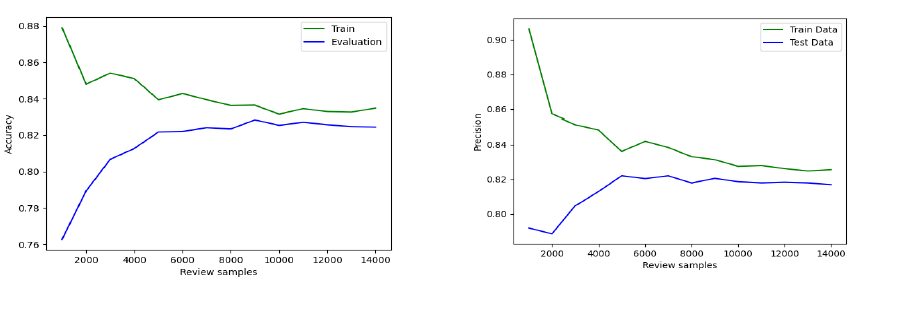 0.88
0.86
0.84
0.82
0.80
0.78
0.76
Accuracy
2000 4000 6000 8000 10000 12000 14000
Review samples
Train
Evaluation
0.90
0.88
0.86
0.84
0.82
0.80
Precision
2000 4000 6000 8000 10000 12000 14000
Review samples
Train Data
Test Data